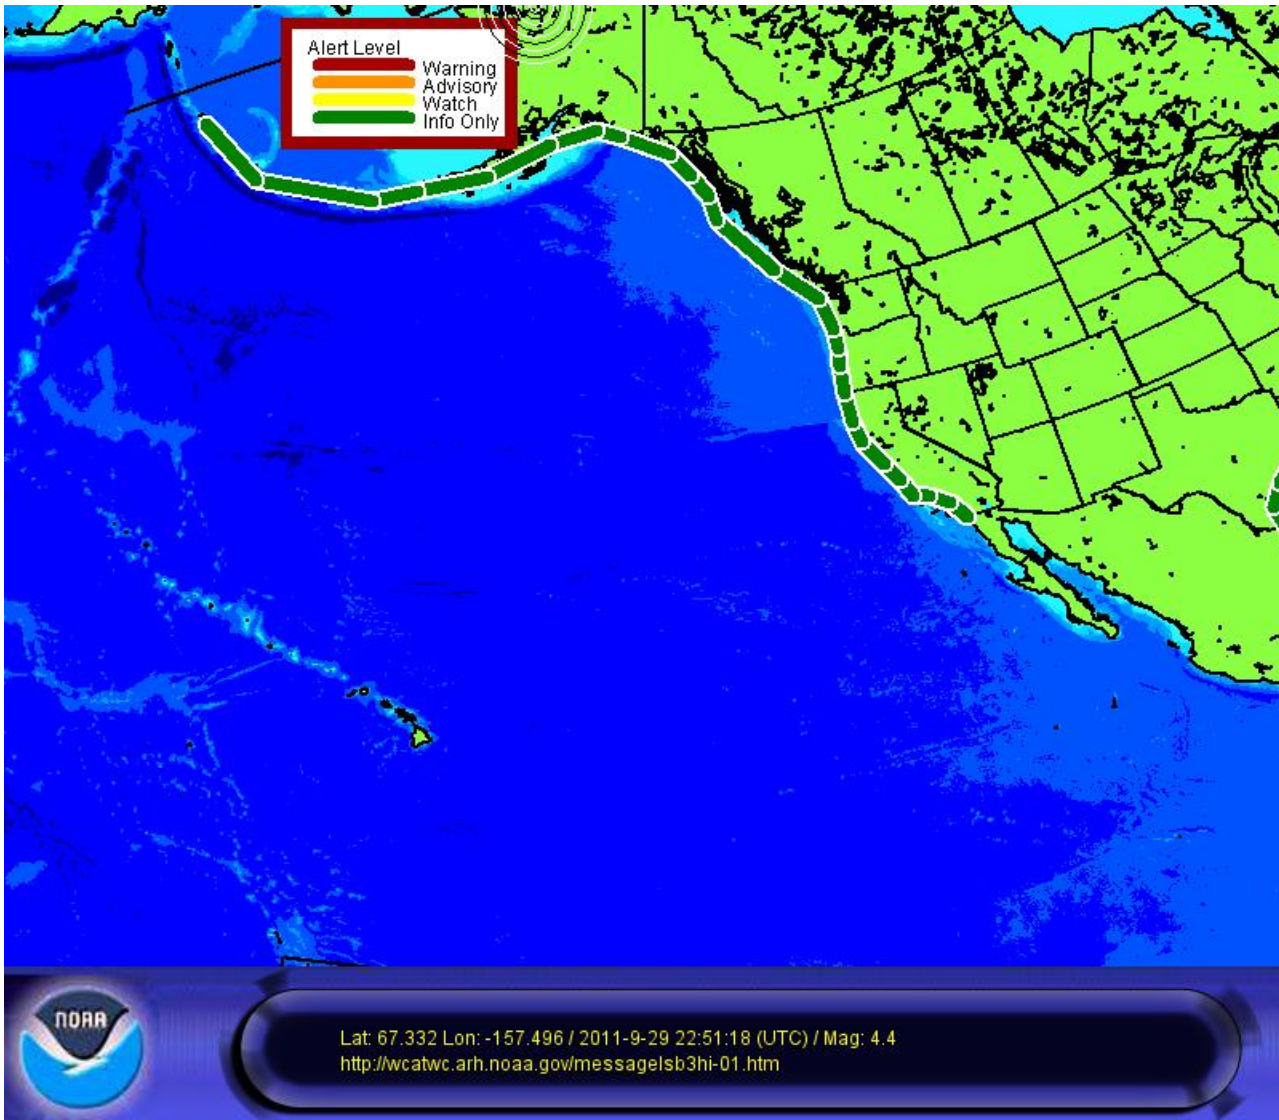 Alert Level
Warning
Advisory
Watch
Info Only
NOAA
Lat: 67.332 Lon: -157.496 / 2011-9-29 22:51:18 (UTC) / Mag: 4.4
http://wcatwc.arh.noaa.gov/messagelsb3hi-01.htm